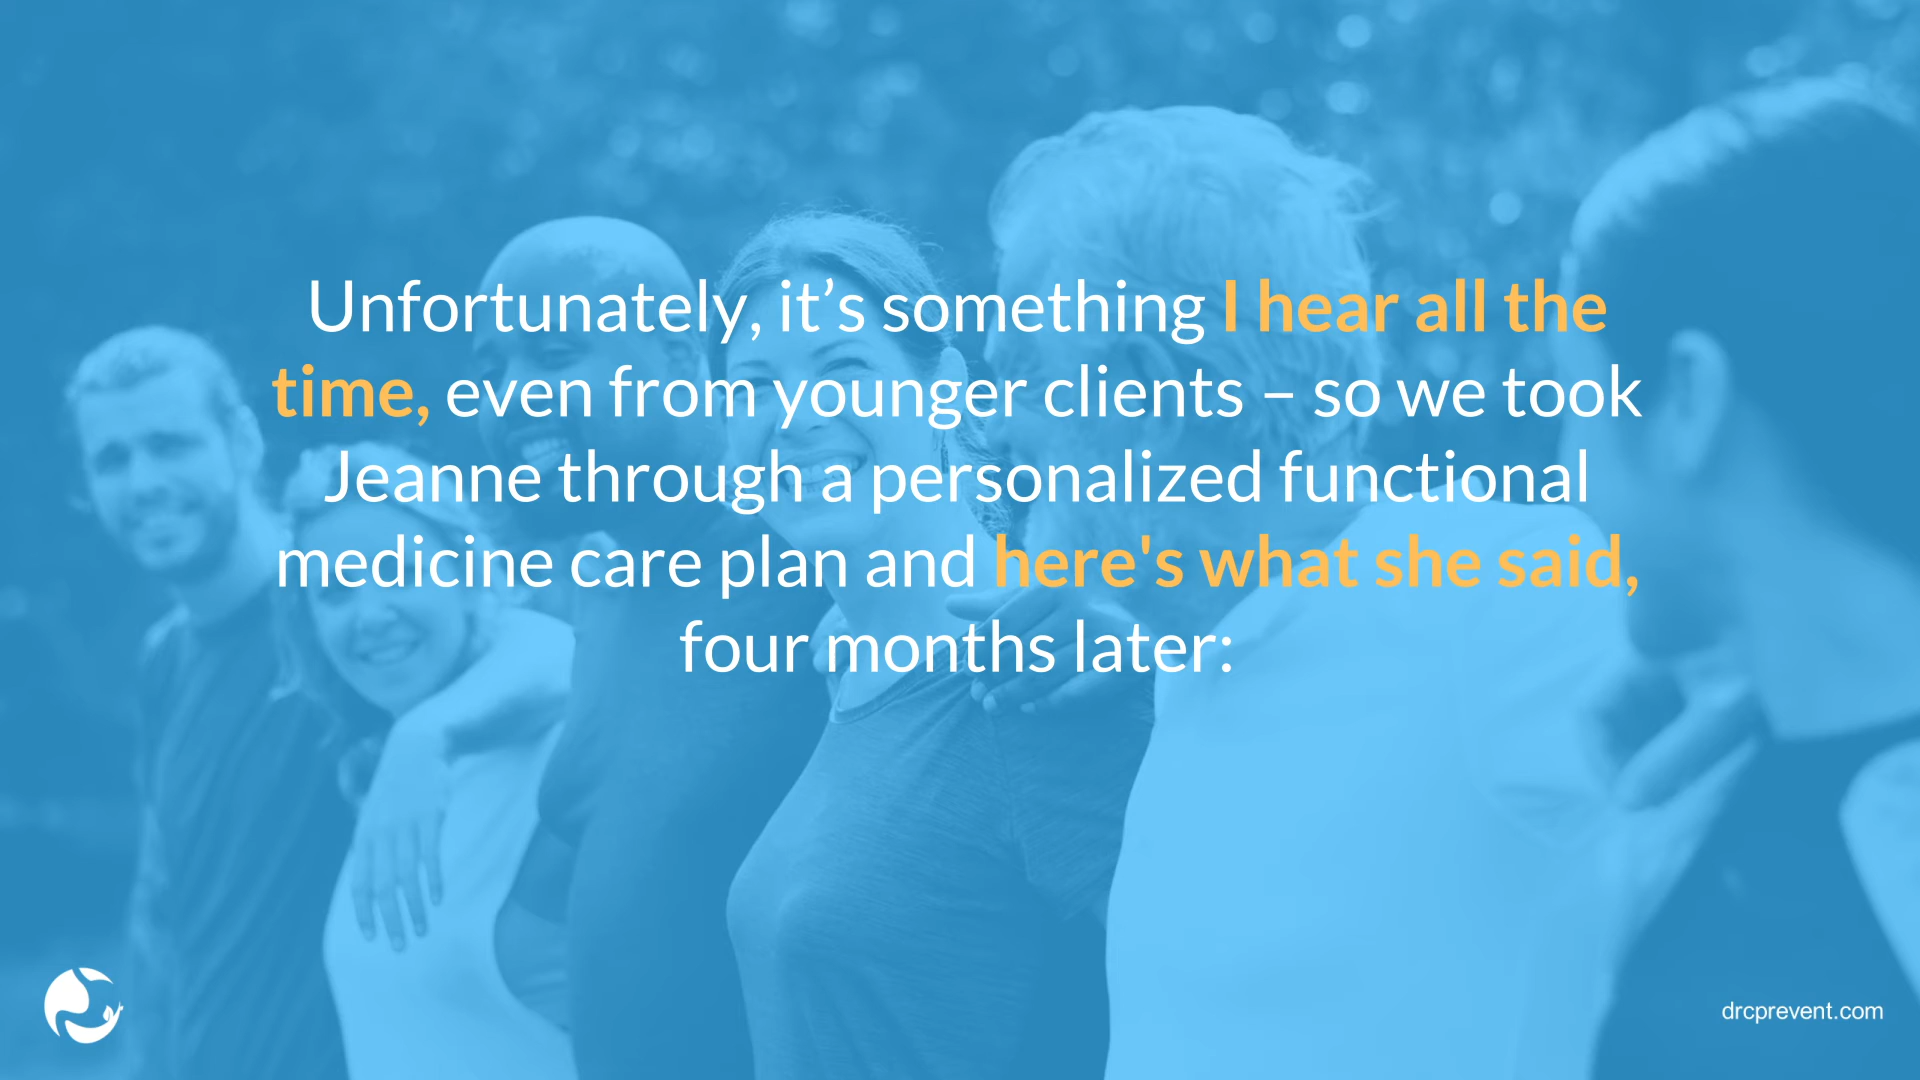 Unfortunately, it’s something I hear all the
time, even from younger clients – so we took
Jeanne through a personalized functional
medicine care plan and here's what she said,
four months later:
drcprevent.com